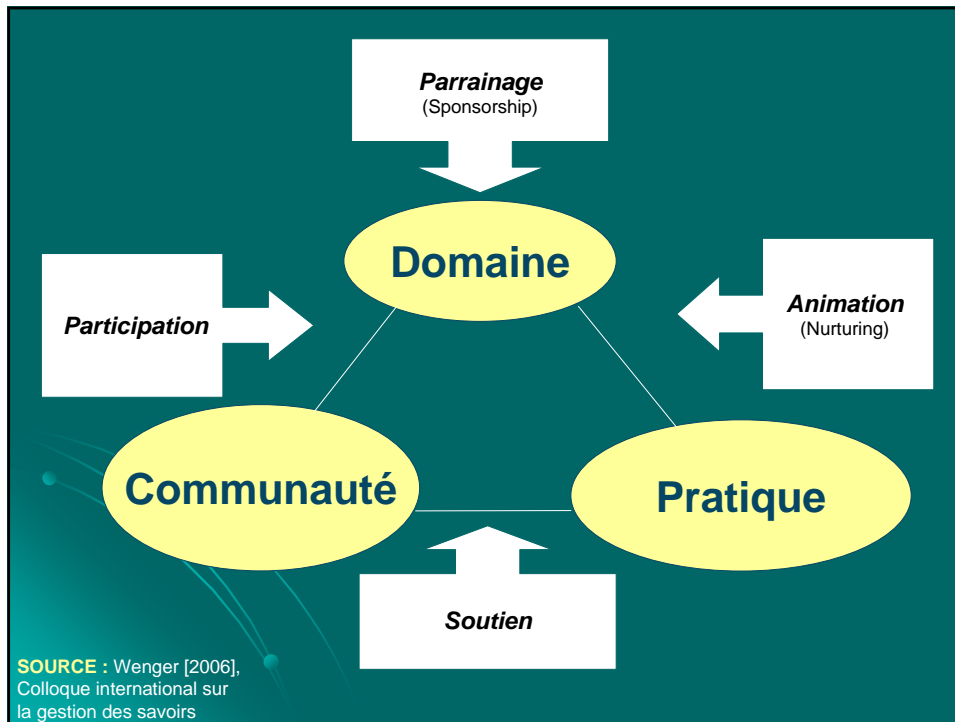 Parrainage
(Sponsorship)
Domaine
Participation
Animation
(Nurturing)
Communauté
Pratique
Soutien
SOURCE : Wenger [2006],
Colloque international sur
la gestion des savoirs